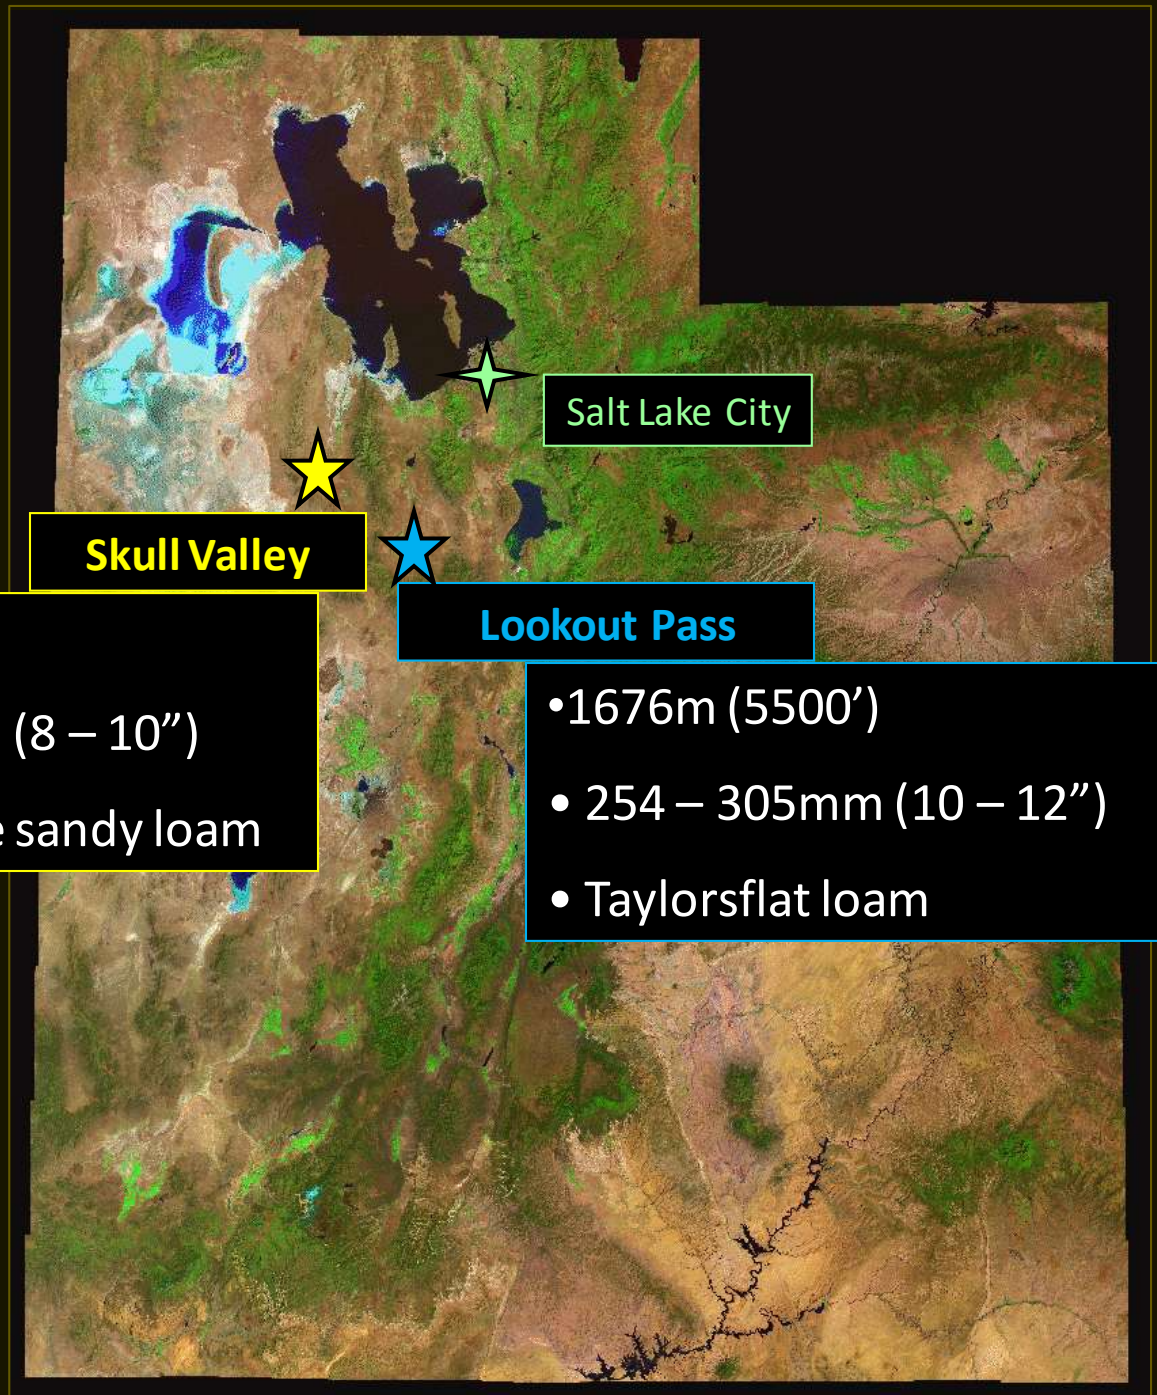 Salt Lake City
Skull Valley
(8 – 10”)
sandy loam
Lookout Pass
•1676m (5500’)
• 254 – 305mm (10 – 12”)
• Taylorsflat loam